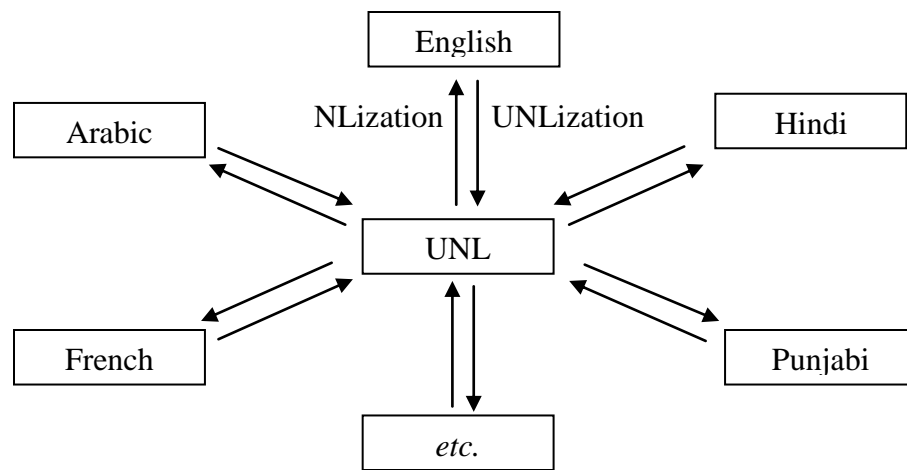 English
NLization UNLization
Arabic
Hindi
UNL
French
Punjabi
etc.